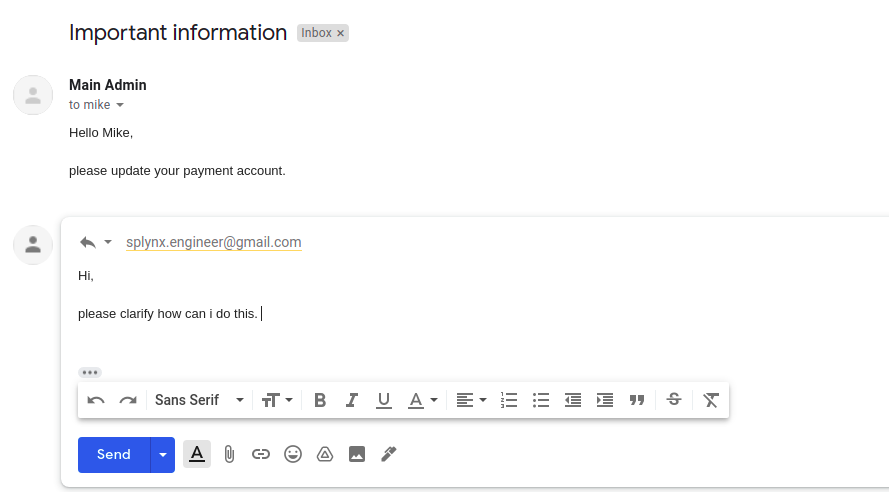 Important information Inbox ×
Main Admin
to mike
Hello Mike,
please update your payment account.
splynx.engineer@gmail.com
Hi,
please clarify how can i do this.
Sans Serif B I U A S
Send A